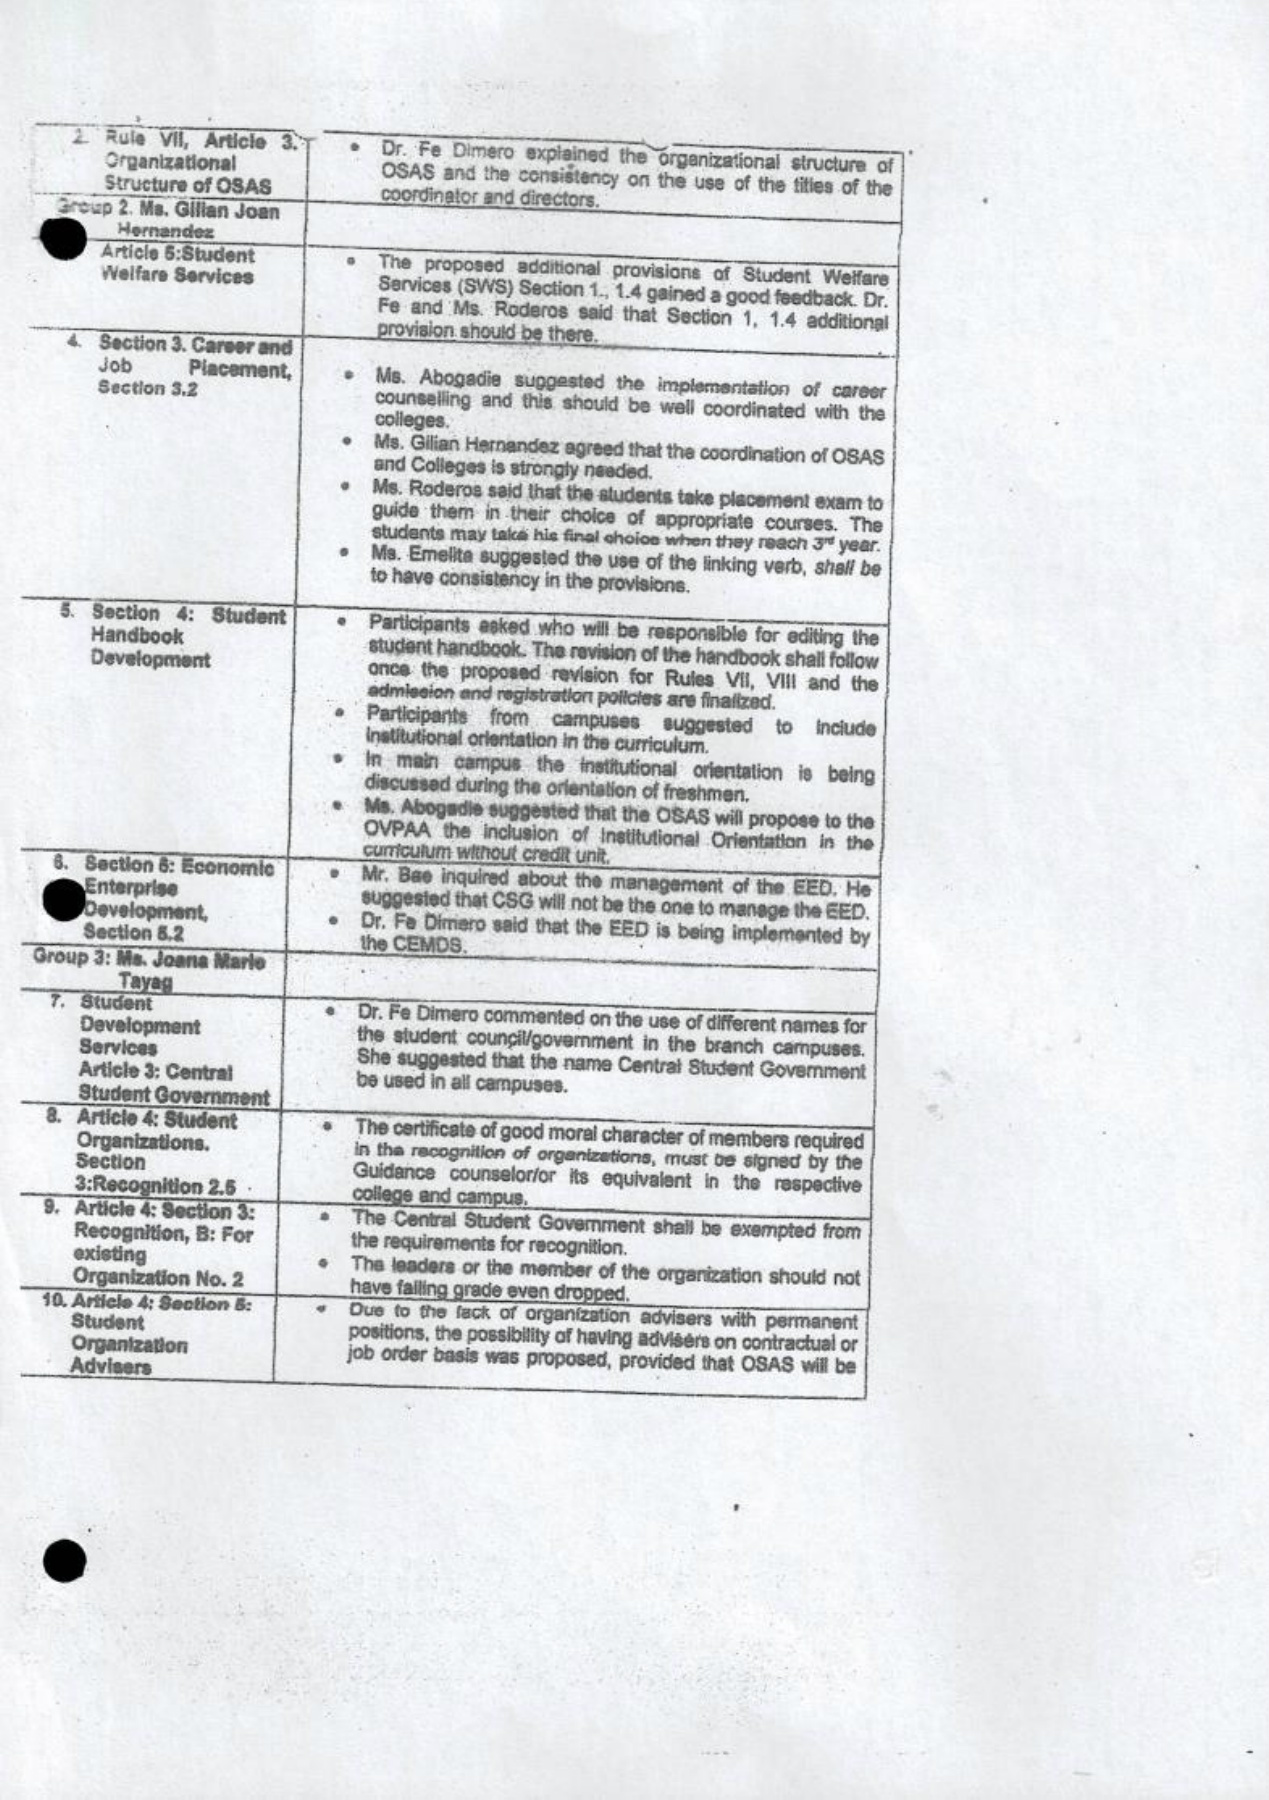 2. Rule VII, Article 3.
Organizational
Structure of OSAS
• Dr. Fe Dimero explained the organizational structure of
OSAS and the consistency on the use of the titles of the
coordinator and directors.
Group 2. Ms. Gilian Joan
Hernandez
Article 5:Student
Welfare Services
• The proposed additional provisions of Student Welfare
Services (SWS) Section 1., 1.4 gained a good feedback. Dr.
Fe and Ms. Roderos said that Section 1, 1.4 additional
provision should be there.
4. Section 3. Career and
Job Placement,
Section 3.2
• Ms. Abogadie suggested the implementation of career
counselling and this should be well coordinated with the
colleges.
• Ms. Gilian Hernandez agreed that the coordination of OSAS
and Colleges is strongly needed.
• Ms. Roderos said that the students take placement exam to
guide them in their choice of appropriate courses. The
students may take his final choice when they reach 3rd year.
• Ms. Emelita suggested the use of the linking verb, shall be
to have consistency in the provisions.
5. Section 4: Student
Handbook
Development
• Participants asked who will be responsible for editing the
student handbook. The revision of the handbook shall follow
once the proposed revision for Rules VII, VIII and the
admission and registration policies are finalized.
• Participants from campuses suggested to include
Institutional orientation in the curriculum.
• In main campus the institutional orientation is being
discussed during the orientation of freshmen.
• Ms. Abogadie suggested that the OSAS will propose to the
OVPAA the inclusion of Institutional Orientation in the
curriculum without credit unit.
6. Section 5: Economic
Enterprise
Development,
Section 5.2
• Mr. Bae inquired about the management of the EED. He
suggested that CSG will not be the one to manage the EED.
• Dr. Fe Dimero said that the EED is being implemented by
the CEMDS.
Group 3: Ms. Joana Marie
Tayag
7. Student
Development
Services
Article 3: Central
Student Government
• Dr. Fe Dimero commented on the use of different names for
the student council/government in the branch campuses.
She suggested that the name Central Student Government
be used in all campuses.
8. Article 4: Student
Organizations.
Section
3:Recognition 2.5
• The certificate of good moral character of members required
in the recognition of organizations, must be signed by the
Guidance counselor/or its equivalent in the respective
college and campus.
9. Article 4: Section 3:
Recognition, B: For
existing
Organization No. 2
• The Central Student Government shall be exempted from
the requirements for recognition.
• The leaders or the member of the organization should not
have failing grade even dropped.
10. Article 4: Section 5:
Student
Organization
Advisers
• Due to the lack of organization advisers with permanent
positions, the possibility of having advisers on contractual or
job order basis was proposed, provided that OSAS will be